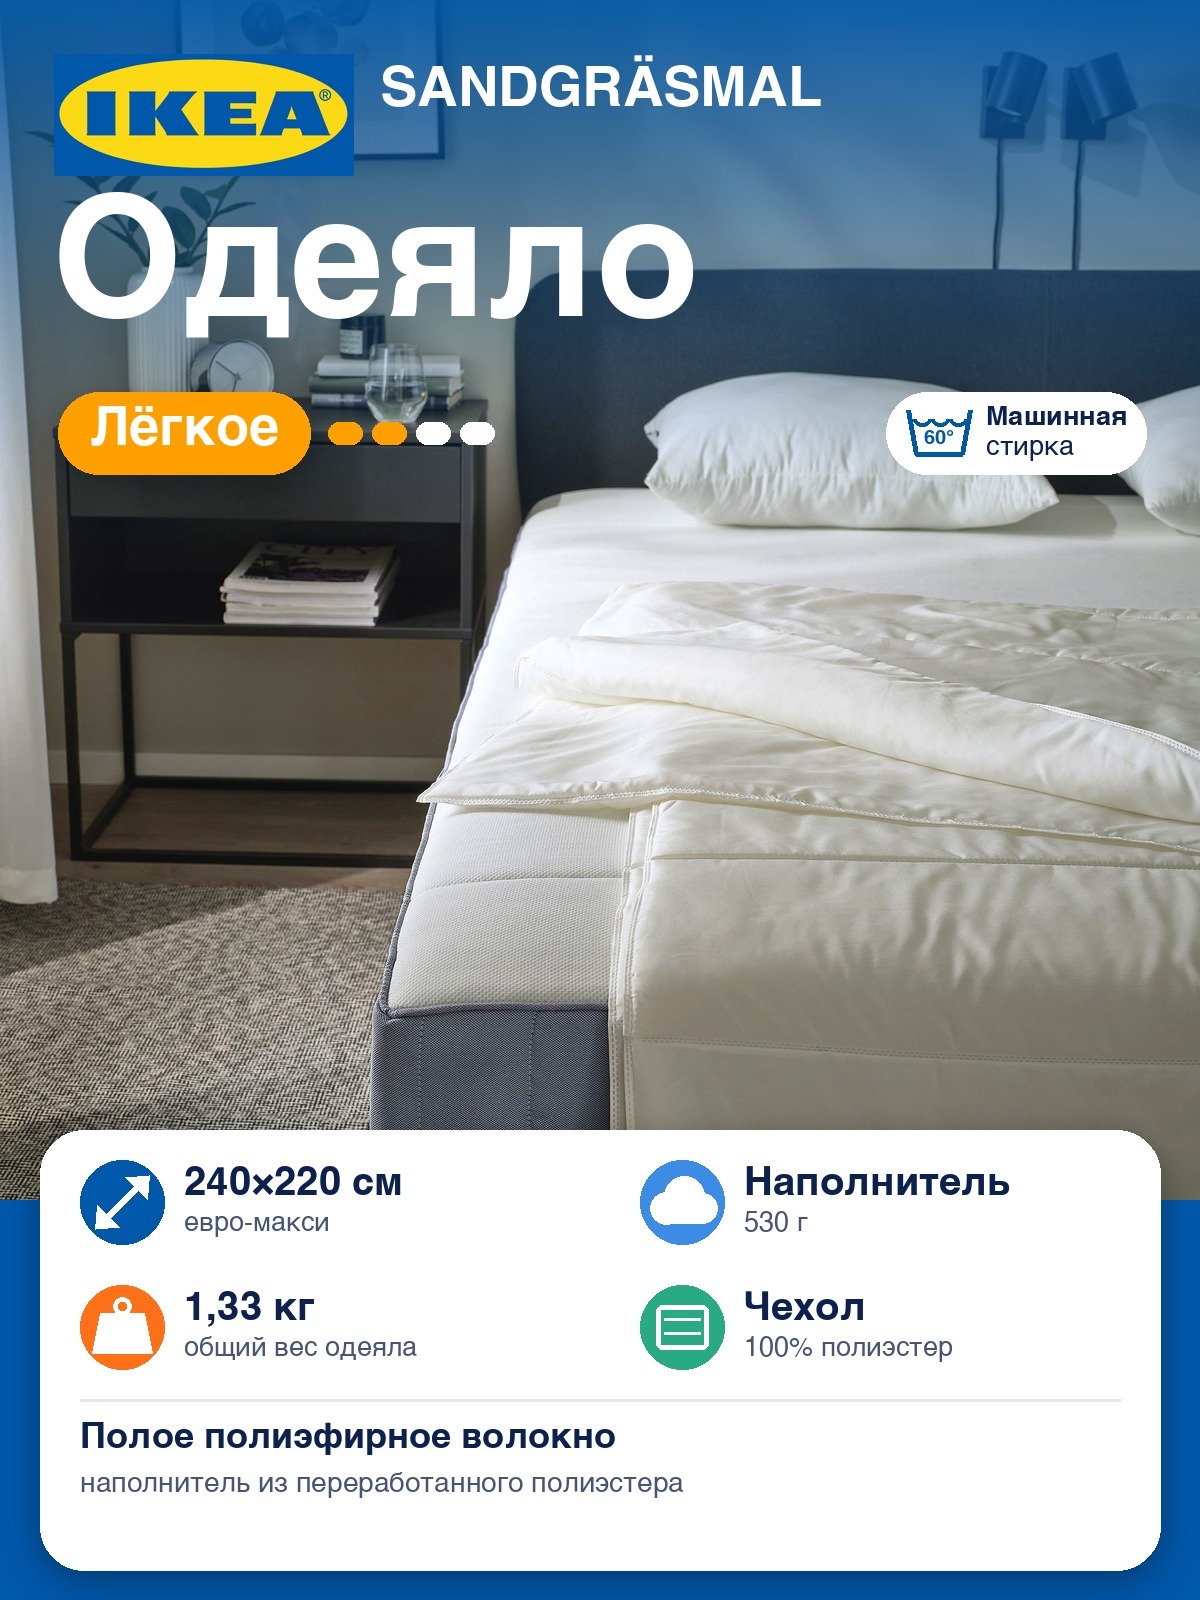 IKEA®
SANDGRÄSMAL
Одеяло
Лёгкое
60°
Машинная
стирка
CITY
240×220 см
евро-макси
Наполнитель
530 г
1,33 кг
общий вес одеяла
Чехол
100% полиэстер
Полое полиэфирное волокно
наполнитель из переработанного полиэстера